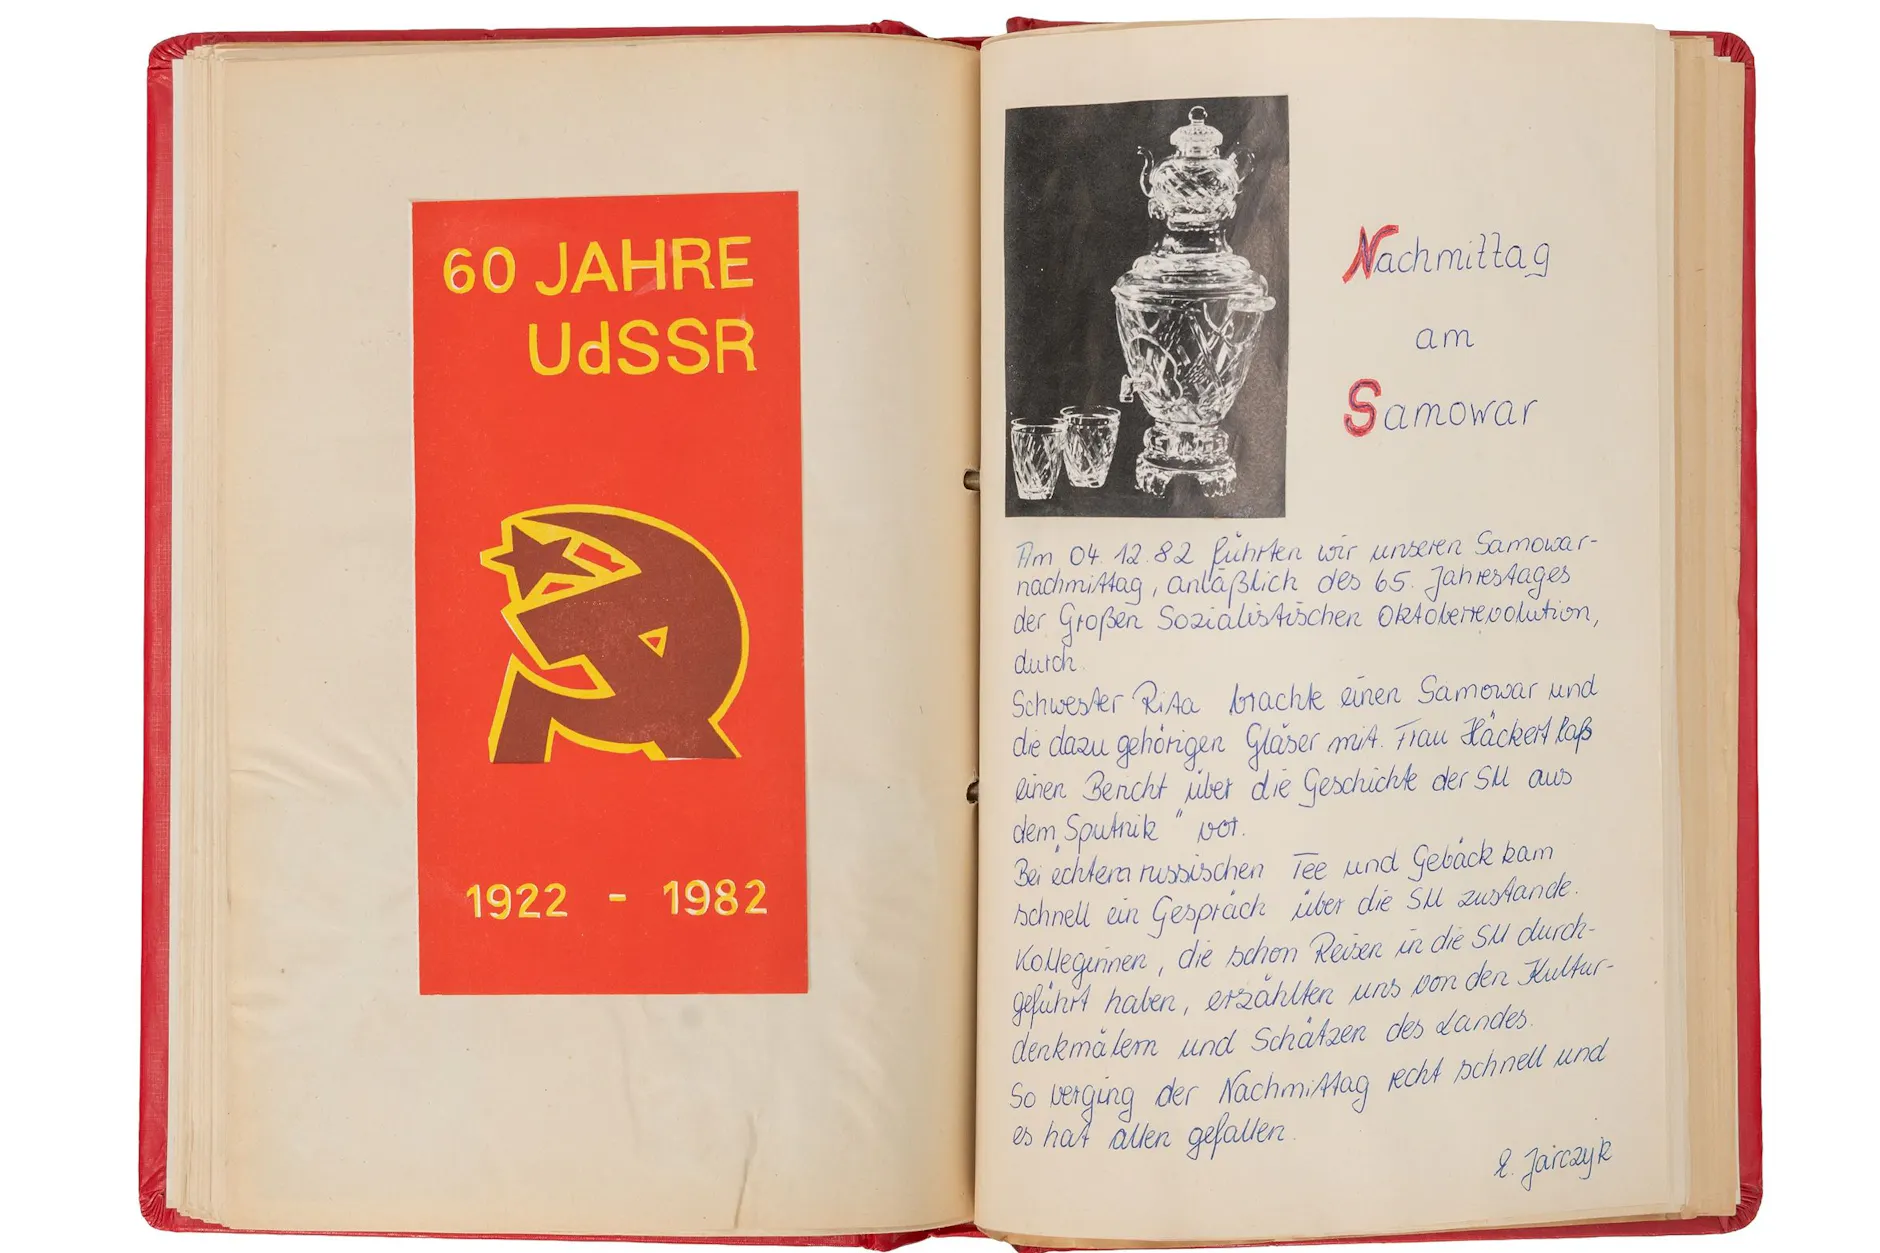 60 JAHRE
UdSSR
1922 - 1982
Nachmittag
am
Samowar
Am 04.12.82 führten wir unseren Samowar-
nachmittag, anläßlich des 65. Jahrestages
der Großen Sozialistischen Oktoberrevolution,
durch.
Schwester Rita brachte einen Samowar und
die dazu gehörigen Gläser mit. Frau Häckert las
einen Bericht über die Geschichte der SU aus
dem „Sputnik" vor.
Bei echtem russischen Tee und Gebäck kam
schnell ein Gespräch über die SU zustande.
Kolleginnen, die schon Reisen in die SU durch-
geführt haben, erzählten uns von den Kultur-
denkmälern und Schätzen des Landes.
So verging der Nachmittag recht schnell und
es hat allen gefallen.
E. Jarczyk